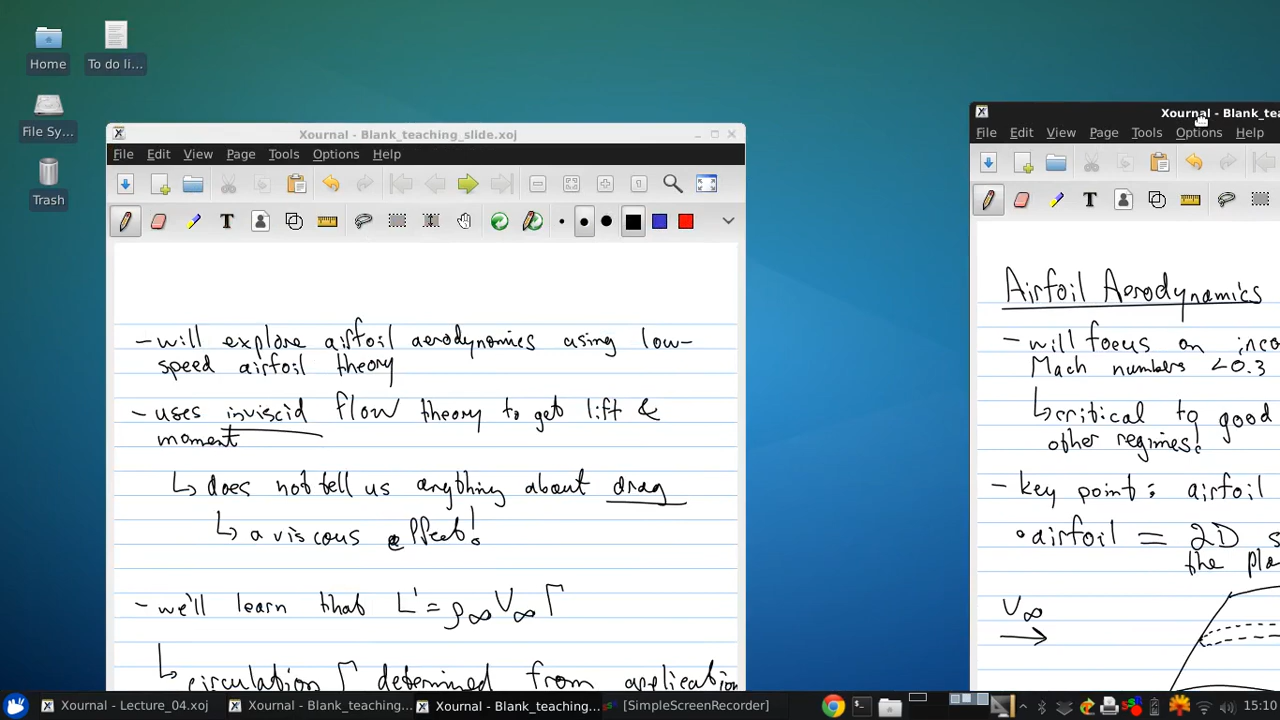 Home
To do li...
File Sy...
Trash
Xournal - Blank_teaching_slide.xoj
File Edit View Page Tools Options Help
- will explore airfoil aerodynamics using low-
speed airfoil theory
- uses inviscid flow theory to get lift &
moment
↳ does not tell us anything about drag
↳ a viscous effect!
- we'll learn that L' = ρ∞ V∞ Γ
↳ circulation Γ determined from application
Xournal - Blank_tea
File Edit View Page Tools Options Help
Airfoil Aerodynamics
- will focus on inco
Mach numbers <0.3
↳ critical to good
other regimes!
- key point: airfoil
• airfoil = 2D s
the pla
V∞
→
Xournal - Lecture_04.xoj
Xournal - Blank_teaching...
Xournal - Blank_teaching...
[SimpleScreenRecorder]
15:10